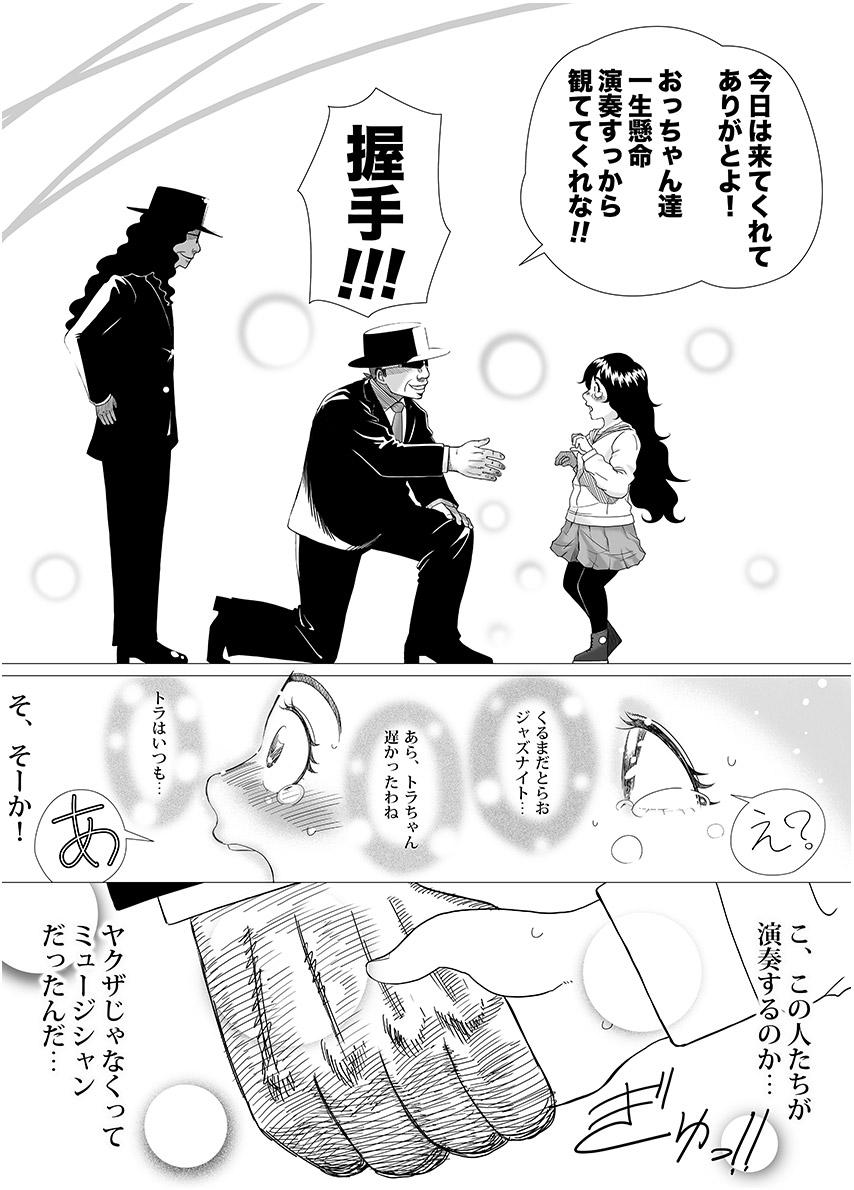 今日は来てくれて
ありがとよ!
おっちゃん達
一生懸命
演奏すっから
観ててくれな!!
握手!!!
え?
くるまだとらお
ジャズナイト…
あら、トラちゃん
遅かったわね
トラはいつも…
あ
そ、そーか!
こ、この人たちが
演奏するのか…
ぎゅっ!!
ヤクザじゃなくって
ミュージシャン
だったんだ…